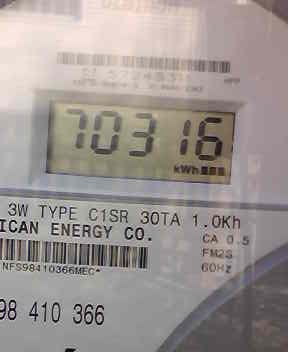 70316
kWh
3W TYPE C1SR 30TA 1.0Kh
ICAN ENERGY CO.
CA 0.5
FM2S
60HZ
NFS98410366MEC*
98 410 366